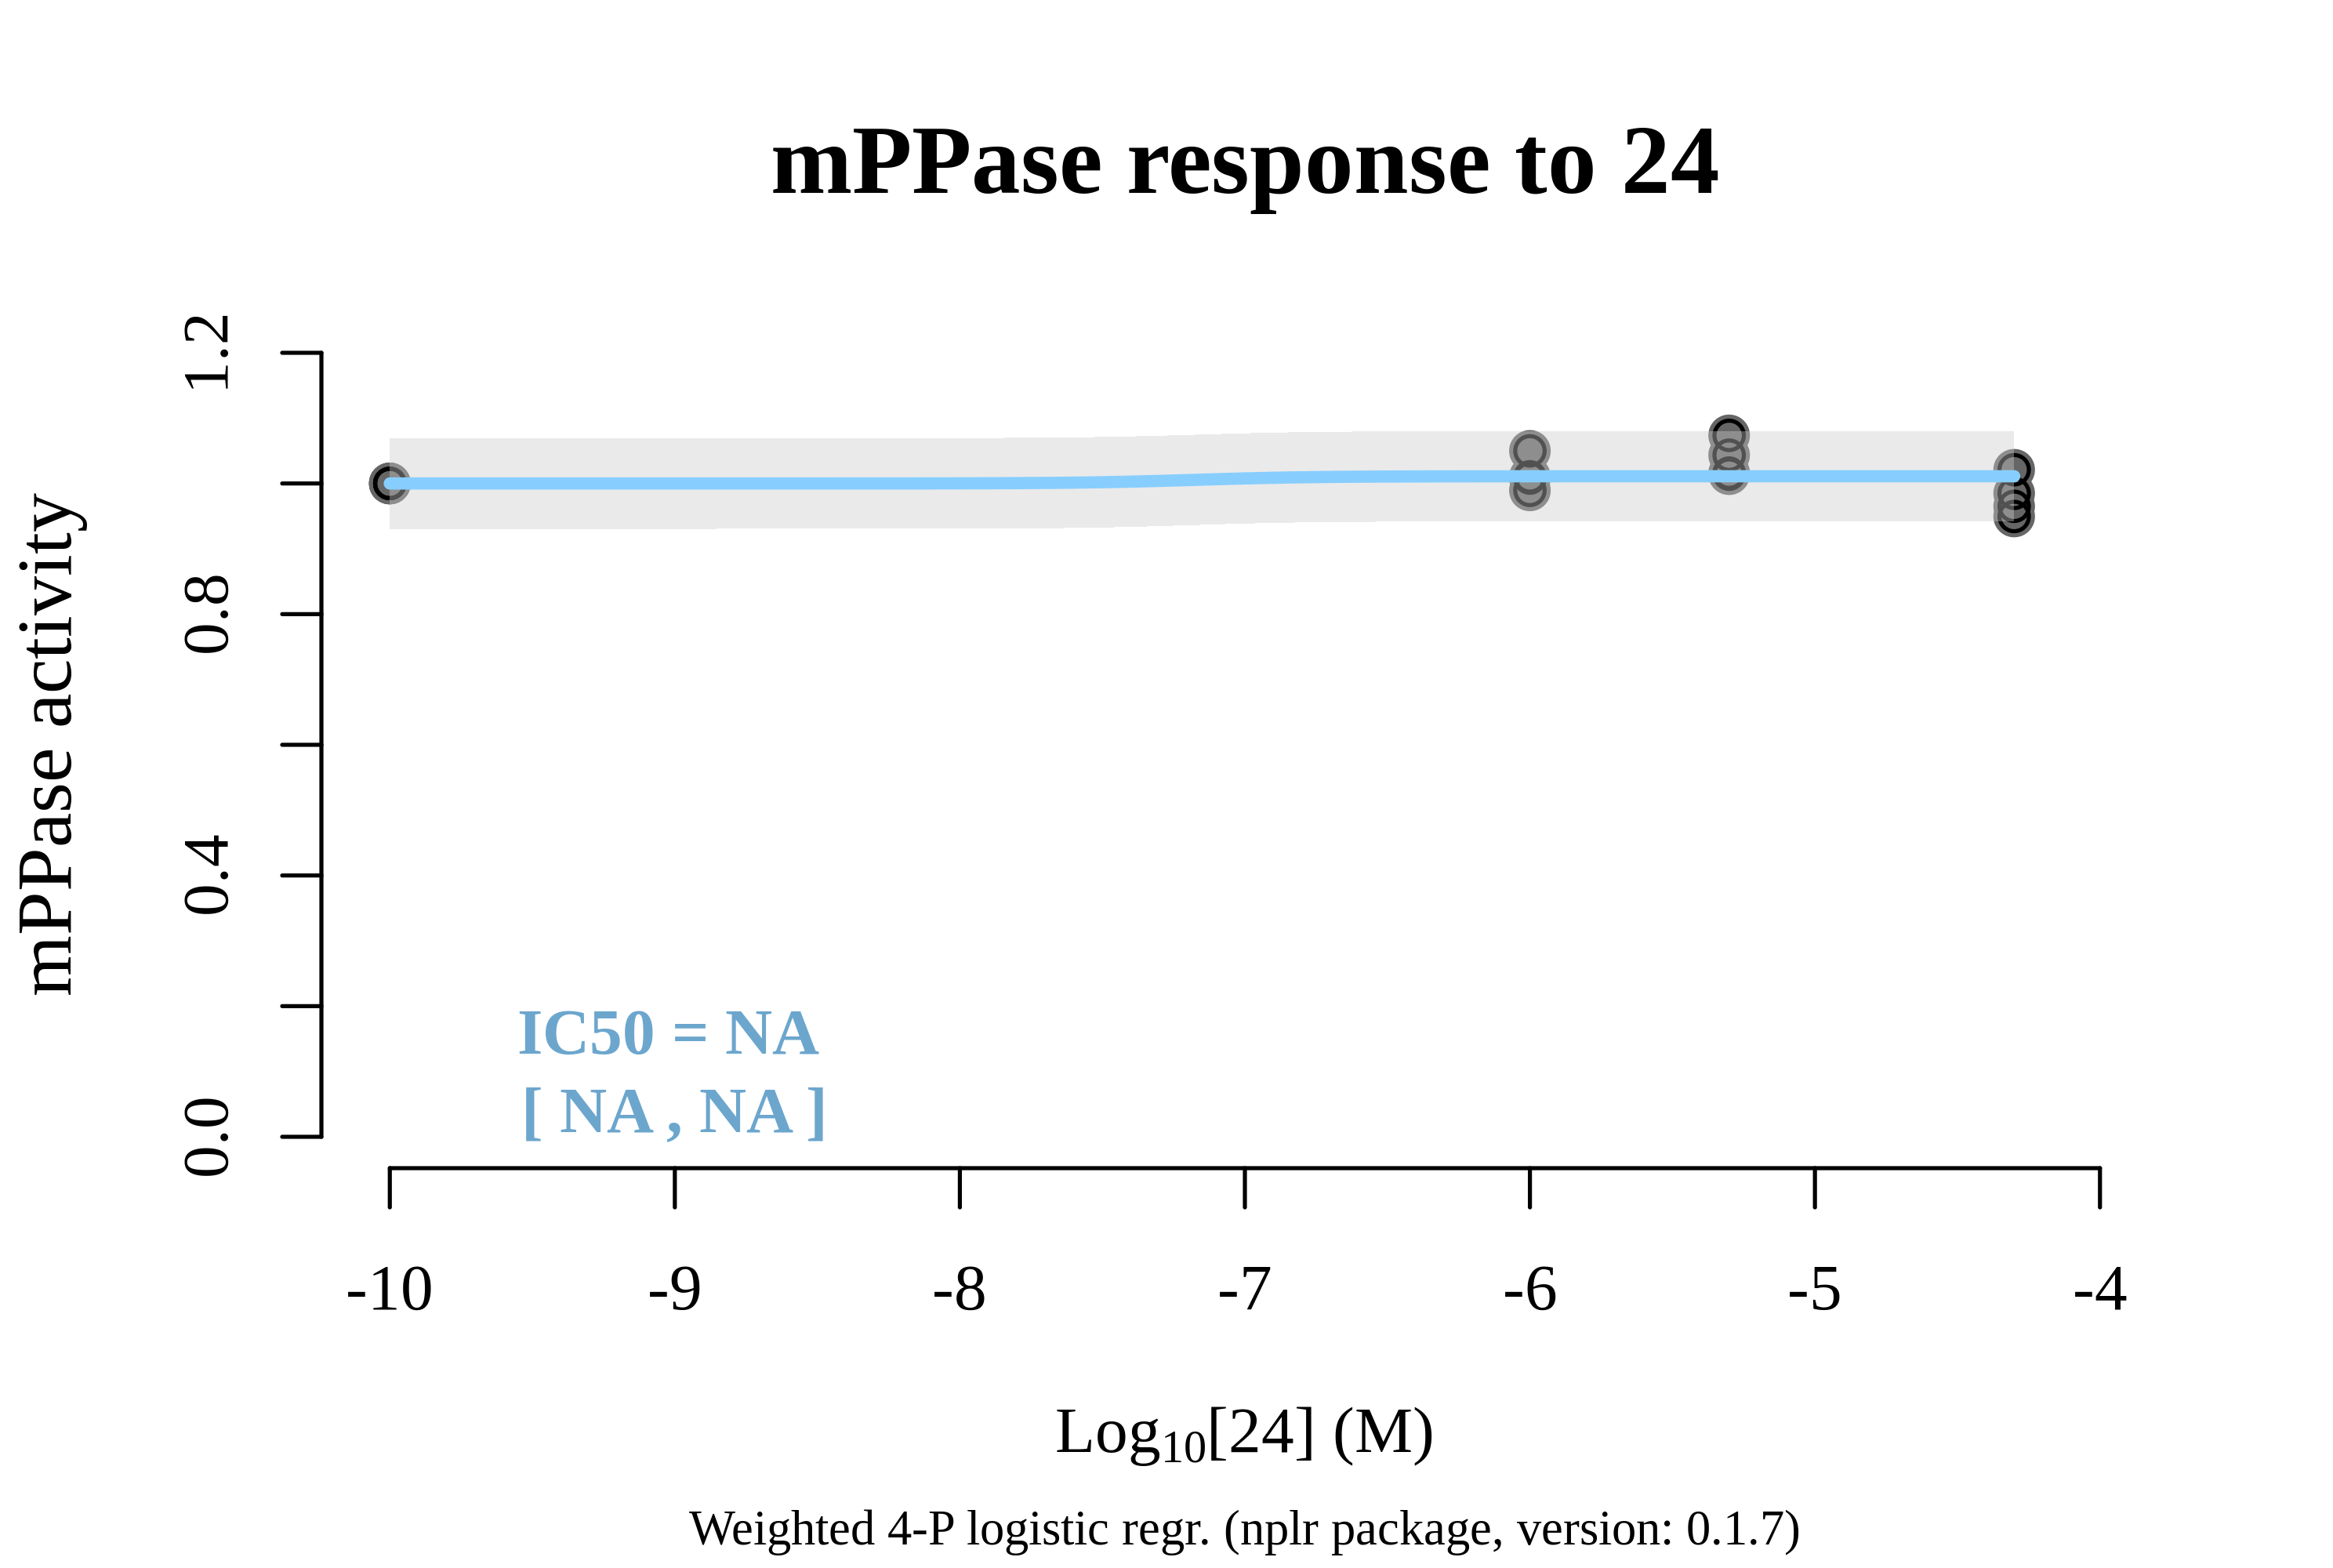 mPPase response to 24
mPPase activity
1.2
0.8
0.4
0.0
IC50 = NA
[ NA , NA ]
-10 -9 -8 -7 -6 -5 -4
Log10[24] (M)
Weighted 4-P logistic regr. (nplr package, version: 0.1.7)